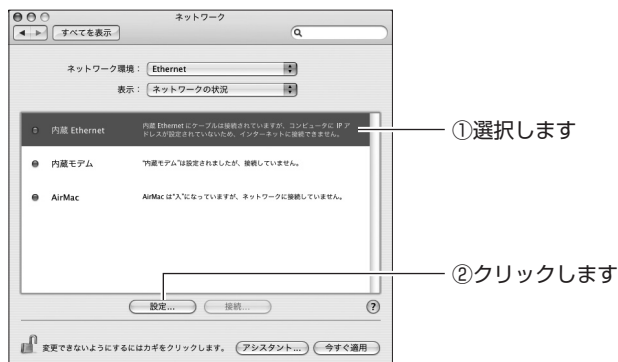 ネットワーク
すべてを表示
ネットワーク環境：
Ethernet
表示：
ネットワークの状況
内蔵 Ethernet
内蔵 Ethernet にケーブルは接続されていますが、コンピュータに IP ア
ドレスが設定されていないため、インターネットに接続できません。
①選択します
内蔵モデム
“内蔵モデム”は設定されましたが、接続していません。
AirMac
AirMac は“入”になっていますが、ネットワークに接続していません。
②クリックします
設定...
接続...
?
変更できないようにするにはカギをクリックします。
アシスタント...
今すぐ適用